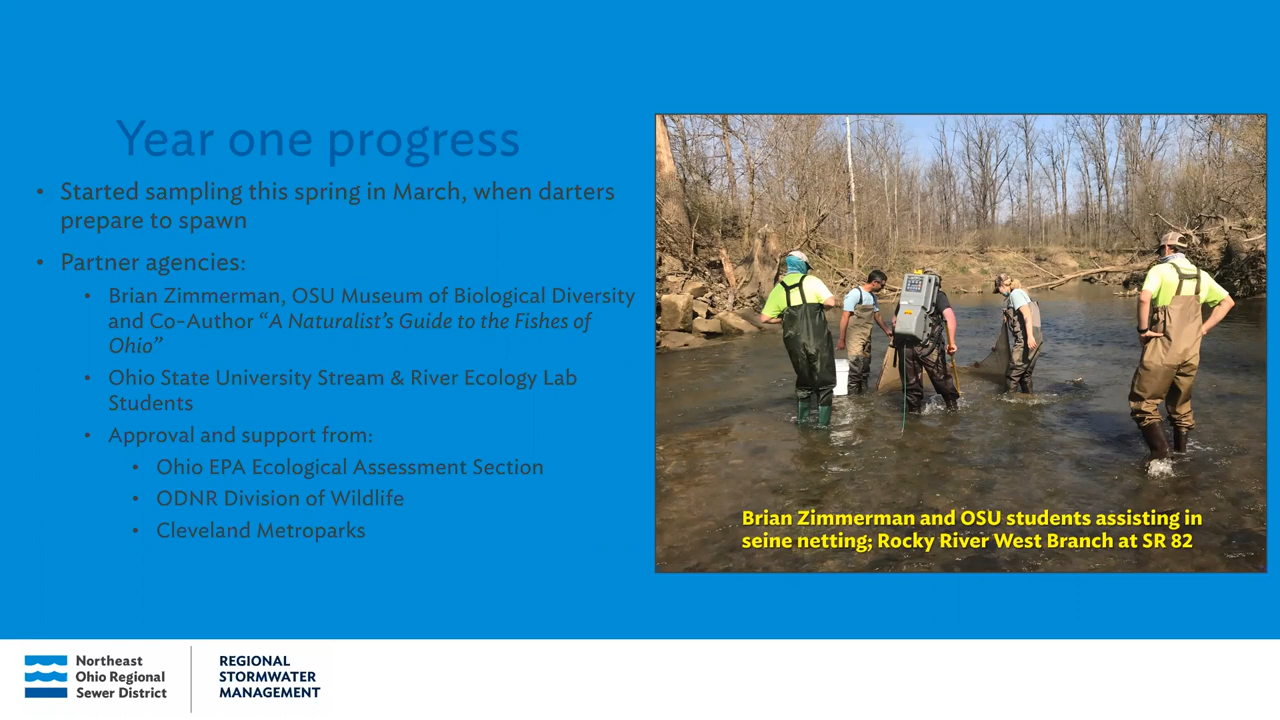 Year one progress
• Started sampling this spring in March, when darters
prepare to spawn
• Partner agencies:
• Brian Zimmerman, OSU Museum of Biological Diversity
and Co-Author “A Naturalist’s Guide to the Fishes of
Ohio”
• Ohio State University Stream & River Ecology Lab
Students
• Approval and support from:
• Ohio EPA Ecological Assessment Section
• ODNR Division of Wildlife
• Cleveland Metroparks
Brian Zimmerman and OSU students assisting in
seine netting; Rocky River West Branch at SR 82
Northeast
Ohio Regional
Sewer District
REGIONAL
STORMWATER
MANAGEMENT